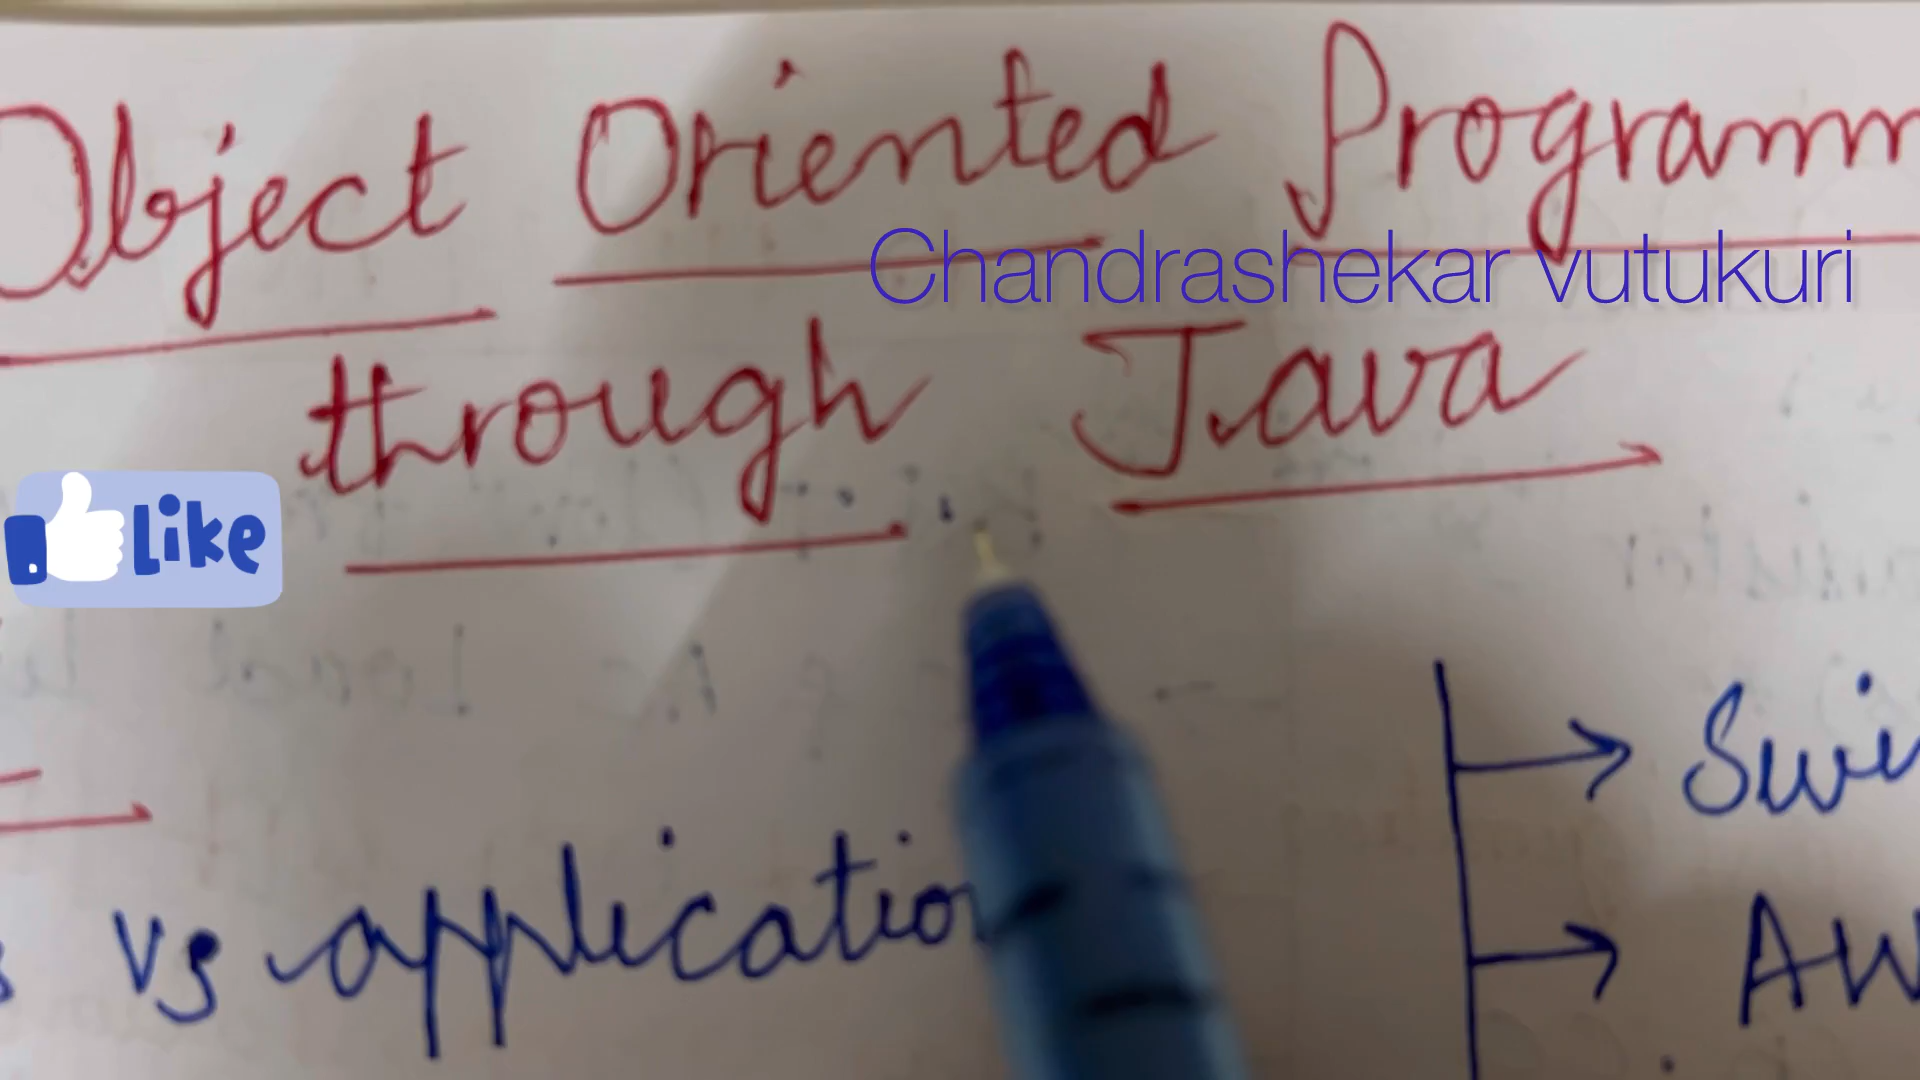 Object Oriented Programm
Chandrashekar vutukuri
through Java
Like
Swi
vs application
AW